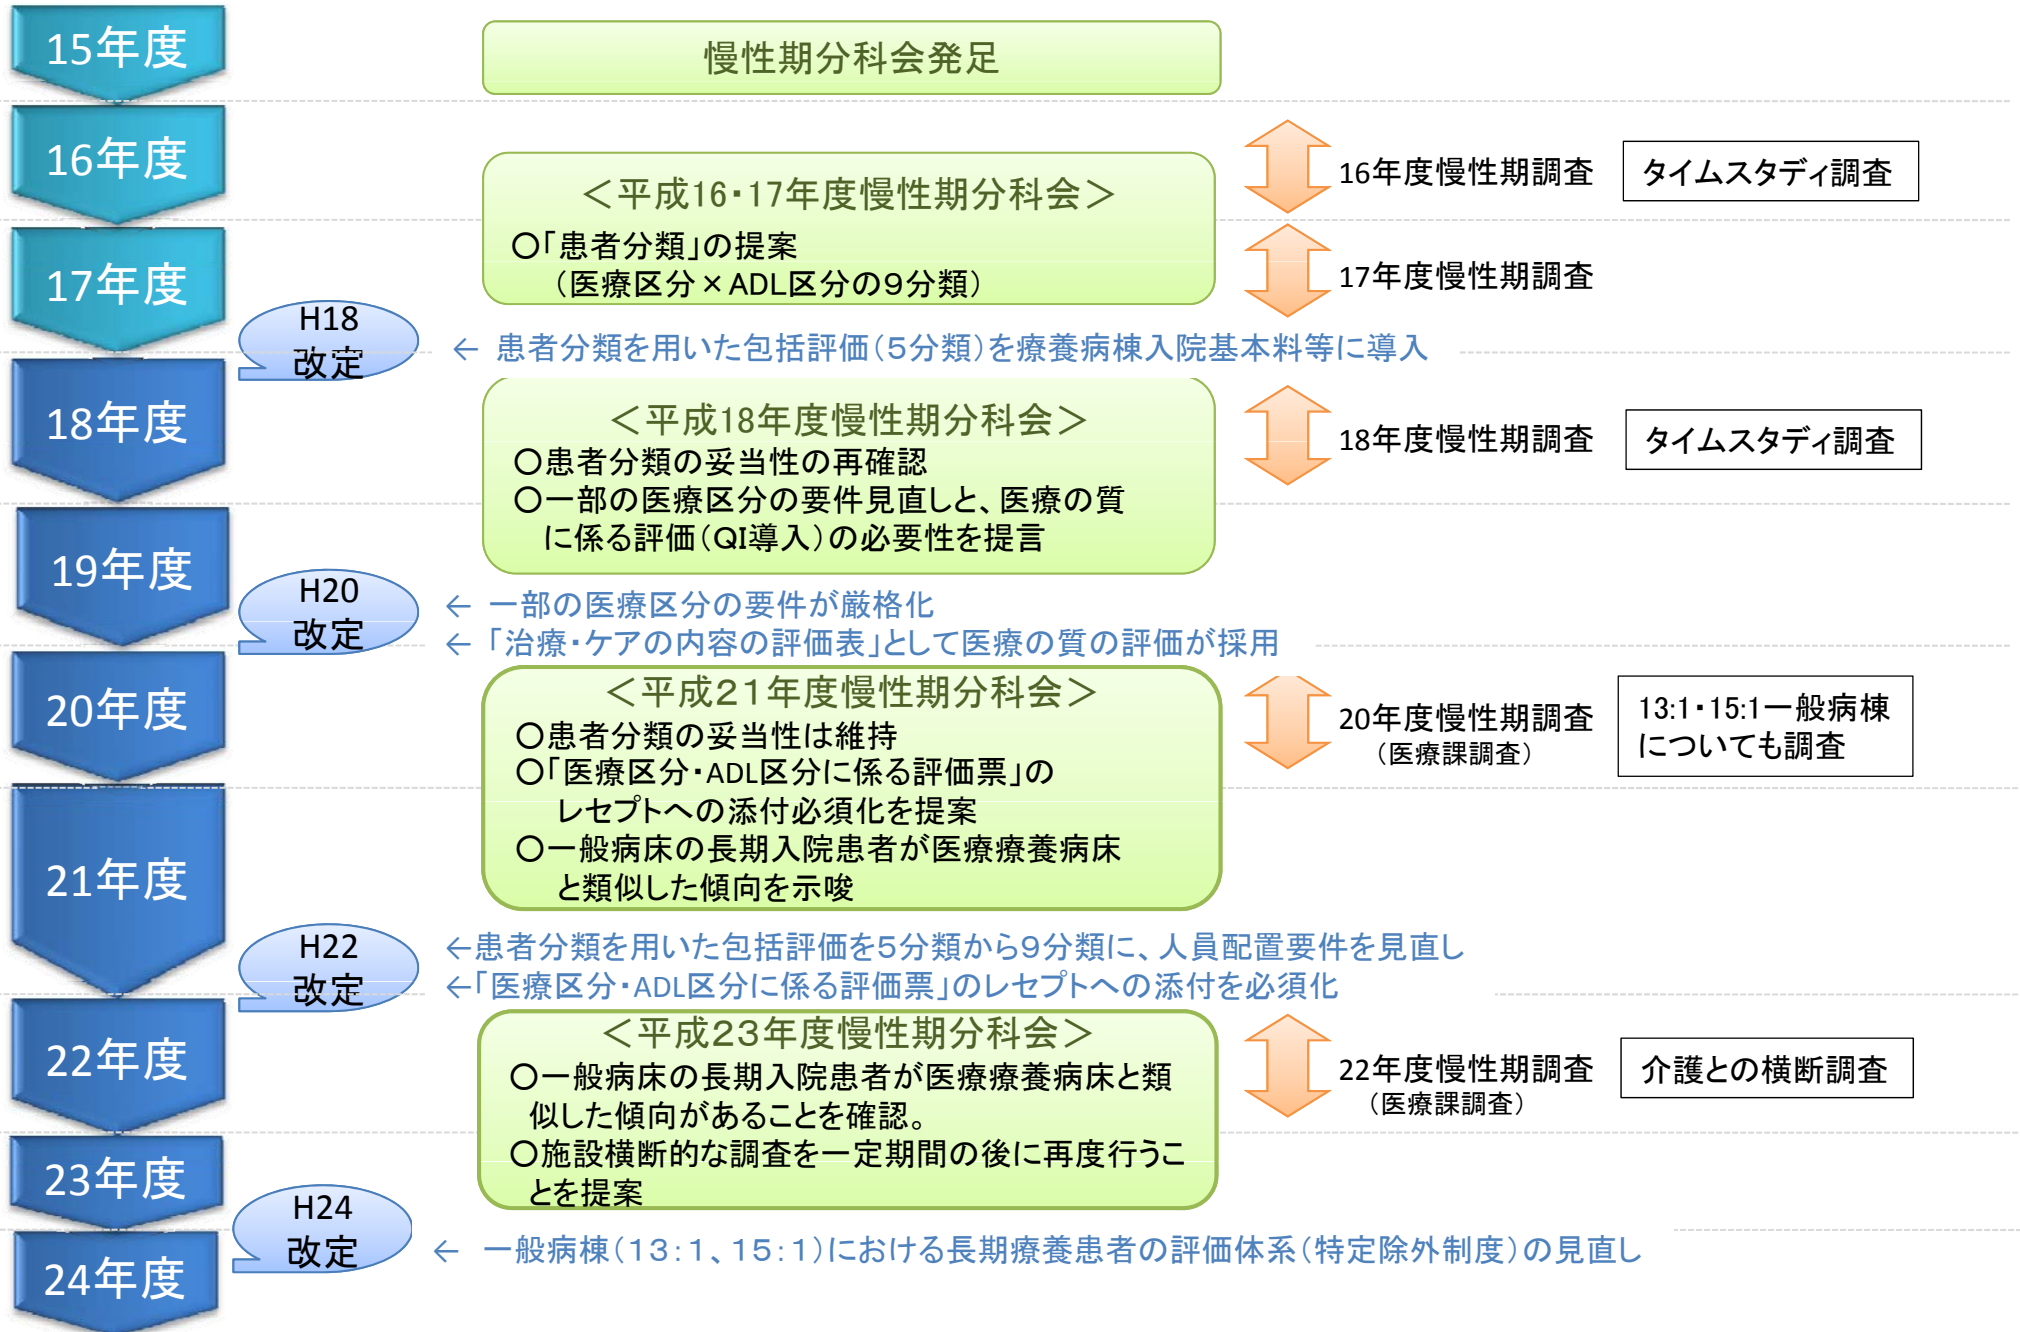 15年度
慢性期分科会発足
16年度
＜平成16・17年度慢性期分科会＞
○「患者分類」の提案
（医療区分×ADL区分の９分類）
16年度慢性期調査
タイムスタディ調査
17年度
17年度慢性期調査
H18
改定
← 患者分類を用いた包括評価（５分類）を療養病棟入院基本料等に導入
18年度
＜平成18年度慢性期分科会＞
○患者分類の妥当性の再確認
○一部の医療区分の要件見直しと、医療の質
に係る評価（QI導入）の必要性を提言
18年度慢性期調査
タイムスタディ調査
19年度
H20
改定
← 一部の医療区分の要件が厳格化
←「治療・ケアの内容の評価表」として医療の質の評価が採用
20年度
＜平成２１年度慢性期分科会＞
○患者分類の妥当性は維持
○「医療区分・ADL区分に係る評価票」の
レセプトへの添付必須化を提案
○一般病床の長期入院患者が医療療養病床
と類似した傾向を示唆
20年度慢性期調査
（医療課調査）
13:1・15:1一般病棟
についても調査
21年度
H22
改定
←患者分類を用いた包括評価を５分類から９分類に、人員配置要件を見直し
←「医療区分・ADL区分に係る評価票」のレセプトへの添付を必須化
22年度
＜平成２３年度慢性期分科会＞
○一般病床の長期入院患者が医療療養病床と類
似した傾向があることを確認。
○施設横断的な調査を一定期間の後に再度行うこ
とを提案
22年度慢性期調査
（医療課調査）
介護との横断調査
23年度
H24
改定
← 一般病棟（１３：１、１５：１）における長期療養患者の評価体系（特定除外制度）の見直し
24年度